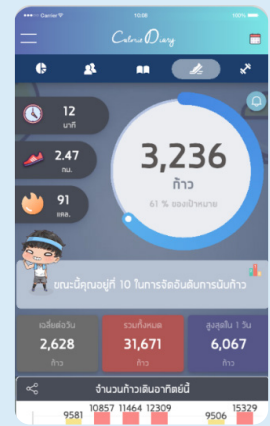 Carrier
10:08
100%
Calorie Diary
12
นาที
2.47
กม.
91
แคล.
3,236
ก้าว
61 % ของเป้าหมาย
ขณะนี้คุณอยู่ที่ 10 ในการจัดอันดับการนับก้าว
เฉลี่ยต่อวัน
2,628
ก้าว
รวมทั้งหมด
31,671
ก้าว
สูงสุดใน 1 วัน
6,067
ก้าว
จำนวนก้าวเดินอาทิตย์นี้
9581
10857
11464
12309
9506
15329